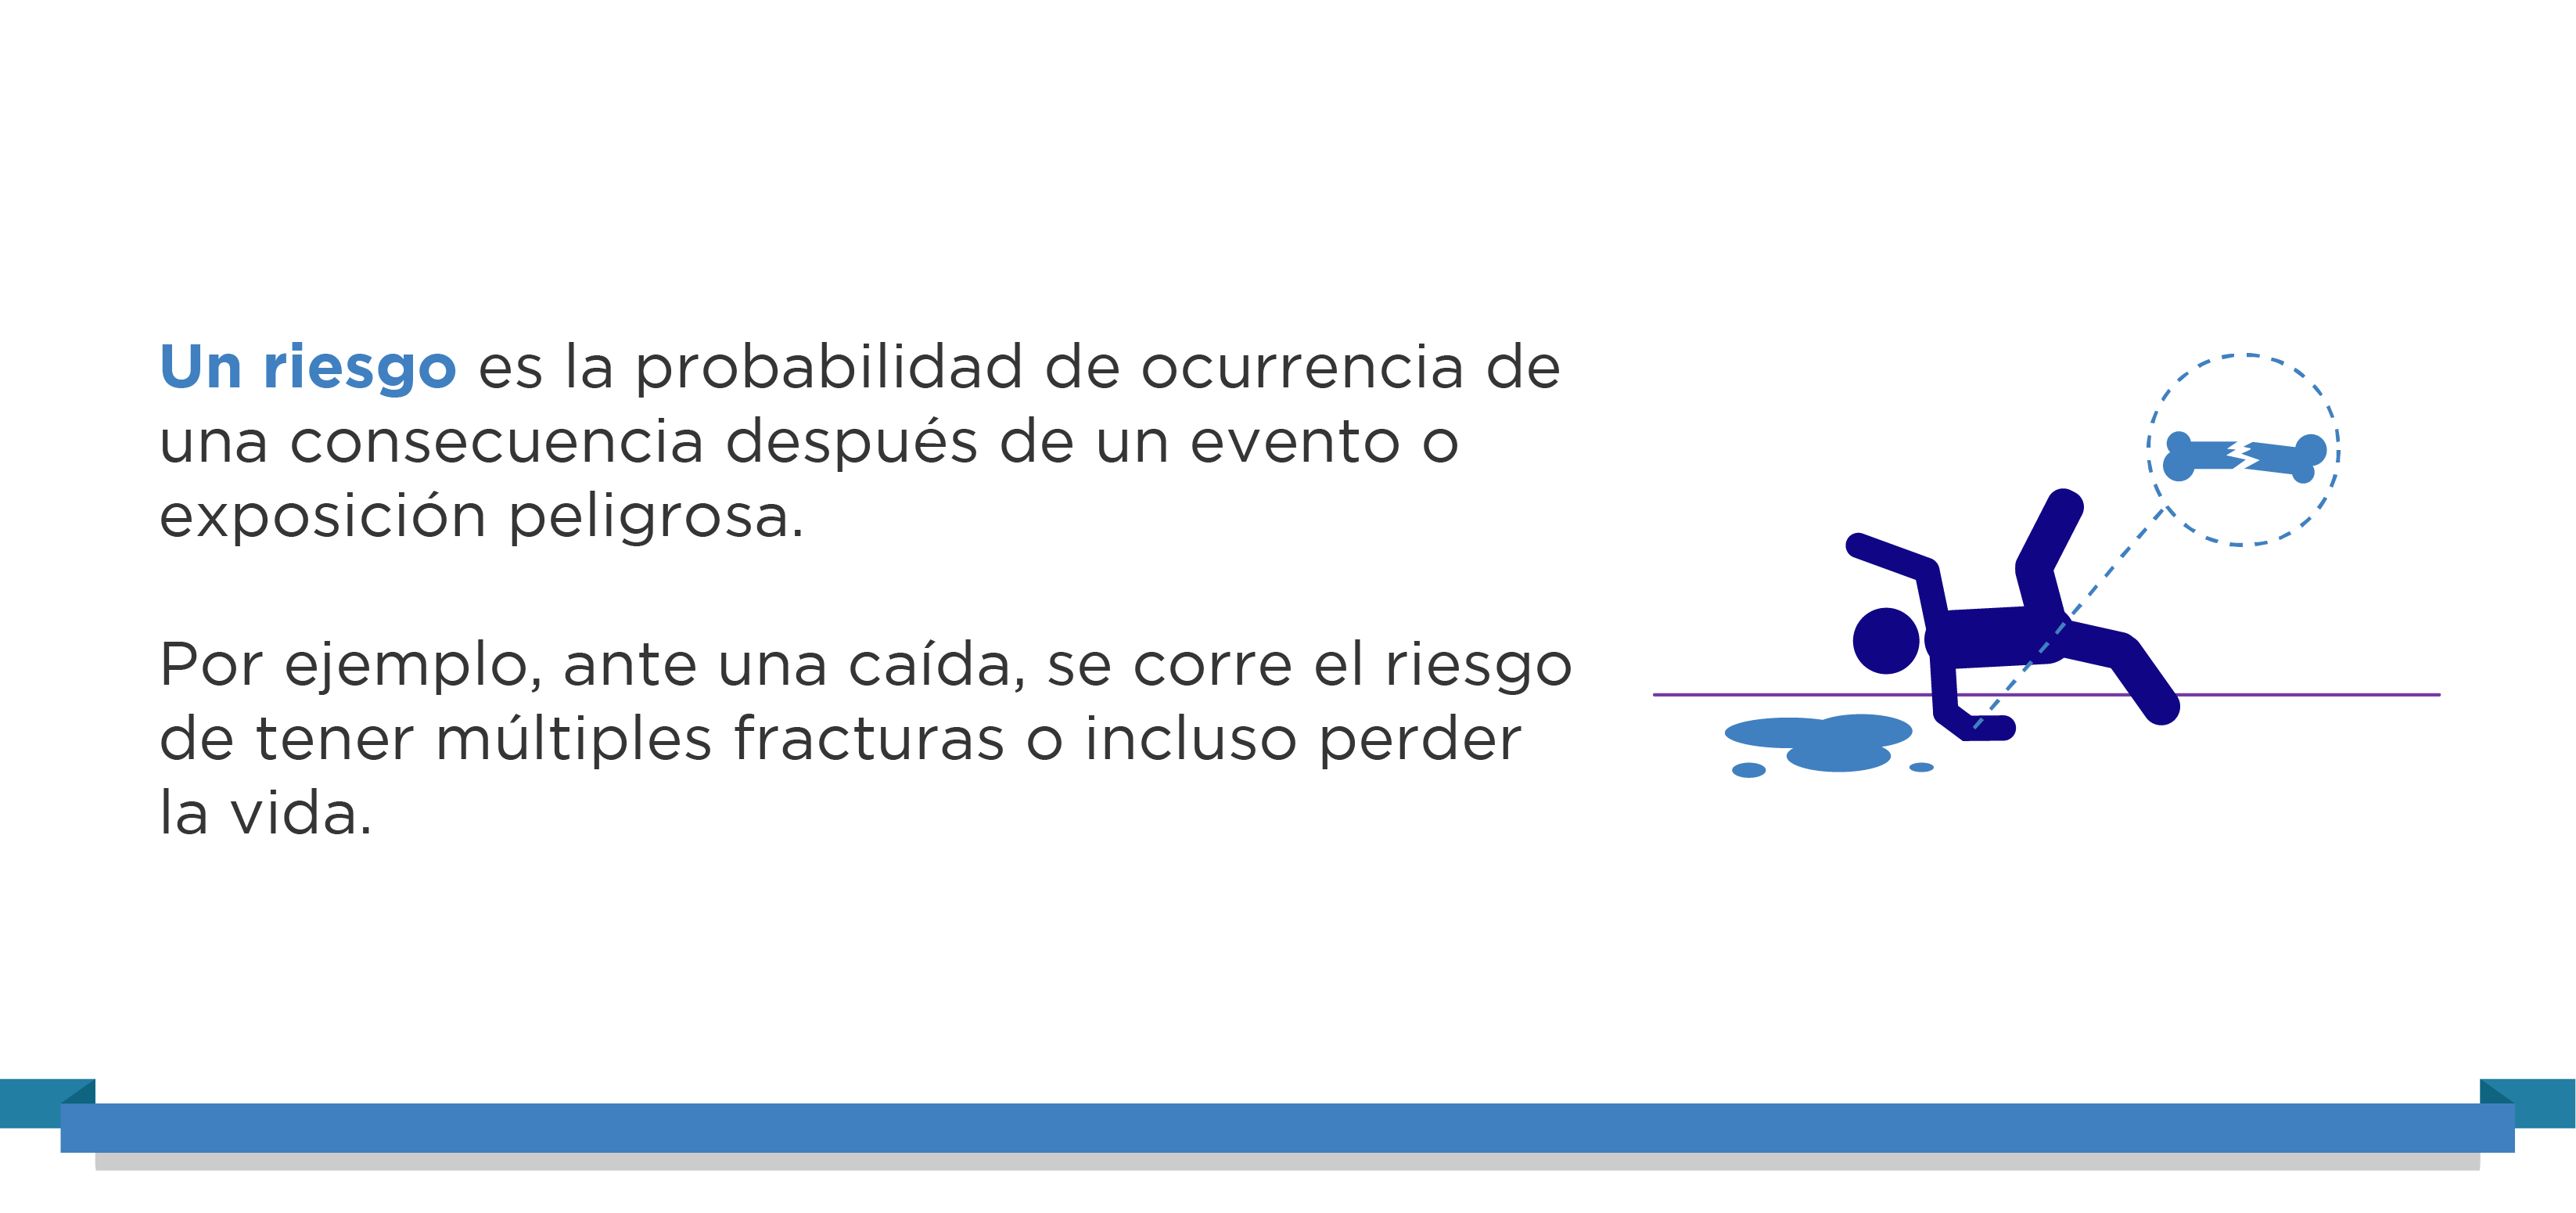 Un riesgo es la probabilidad de ocurrencia de
una consecuencia después de un evento o
exposición peligrosa.
Por ejemplo, ante una caída, se corre el riesgo
de tener múltiples fracturas o incluso perder
la vida.